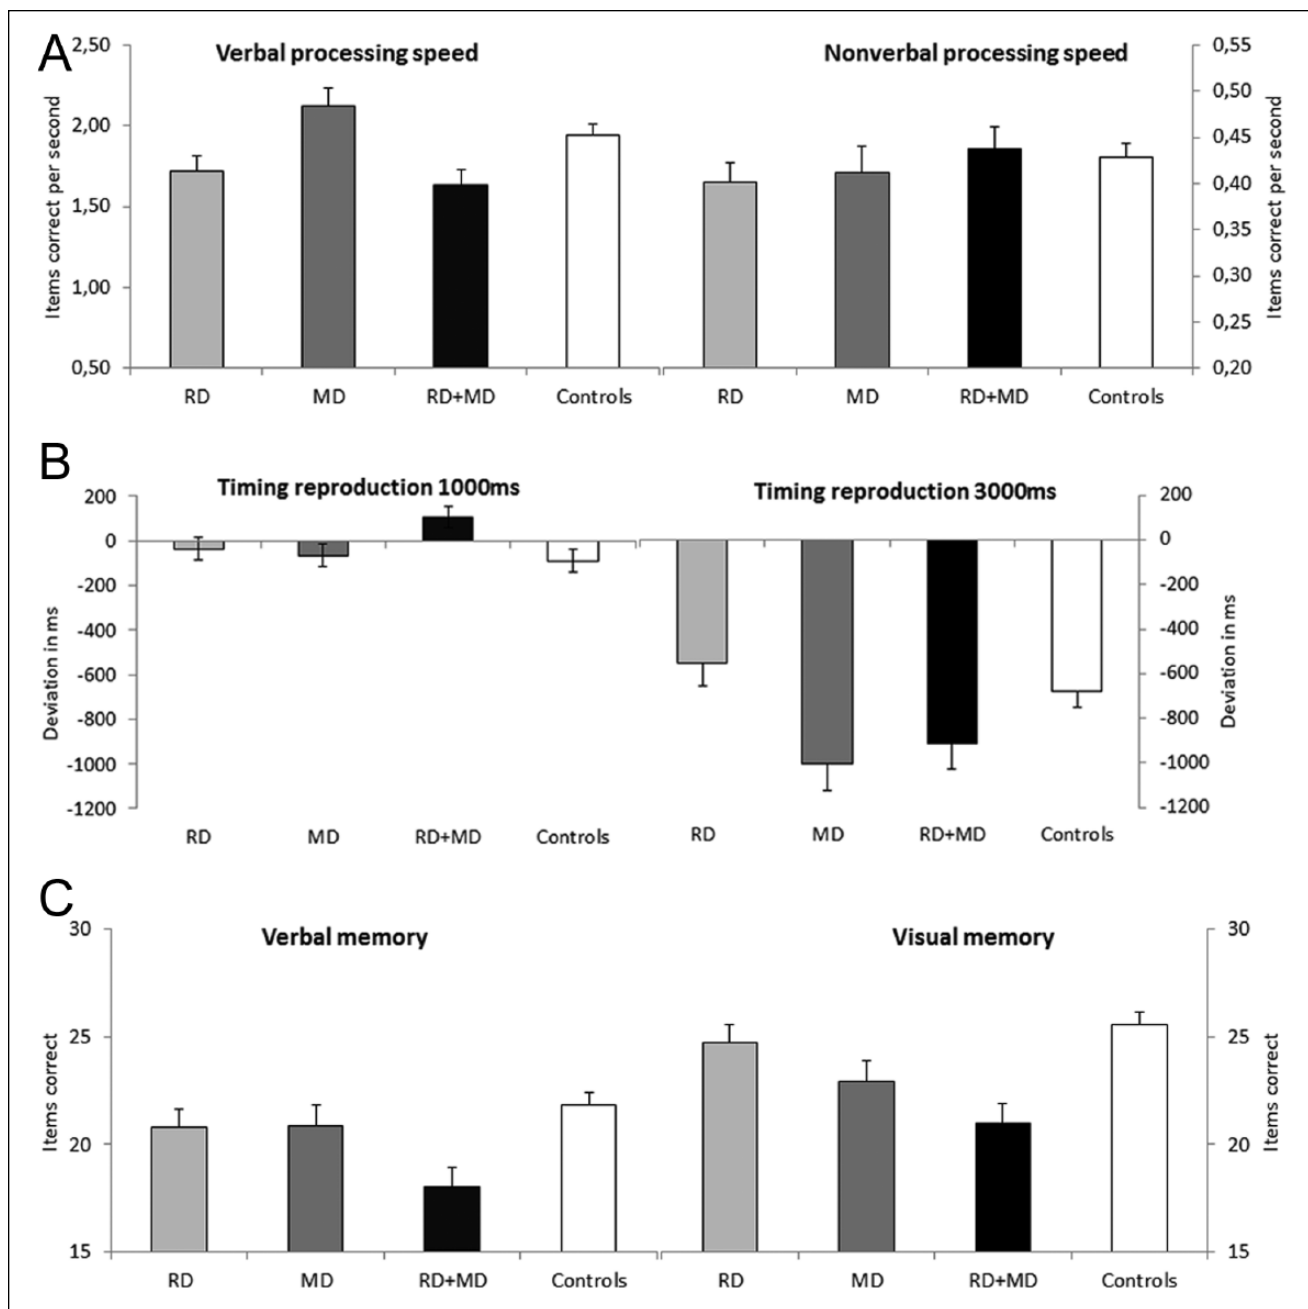 A
Verbal processing speed
Nonverbal processing speed
Items correct per second
2,50
2,00
1,50
1,00
0,50
0,55
0,50
0,45
0,40
0,35
0,30
0,25
0,20
Items correct per second
RD MD RD+MD Controls RD MD RD+MD Controls
B
Timing reproduction 1000ms
Timing reproduction 3000ms
Deviation in ms
200
0
-200
-400
-600
-800
-1000
-1200
200
0
-200
-400
-600
-800
-1000
-1200
Deviation in ms
RD MD RD+MD Controls RD MD RD+MD Controls
C
Verbal memory
Visual memory
Items correct
30
25
20
15
30
25
20
15
Items correct
RD MD RD+MD Controls RD MD RD+MD Controls